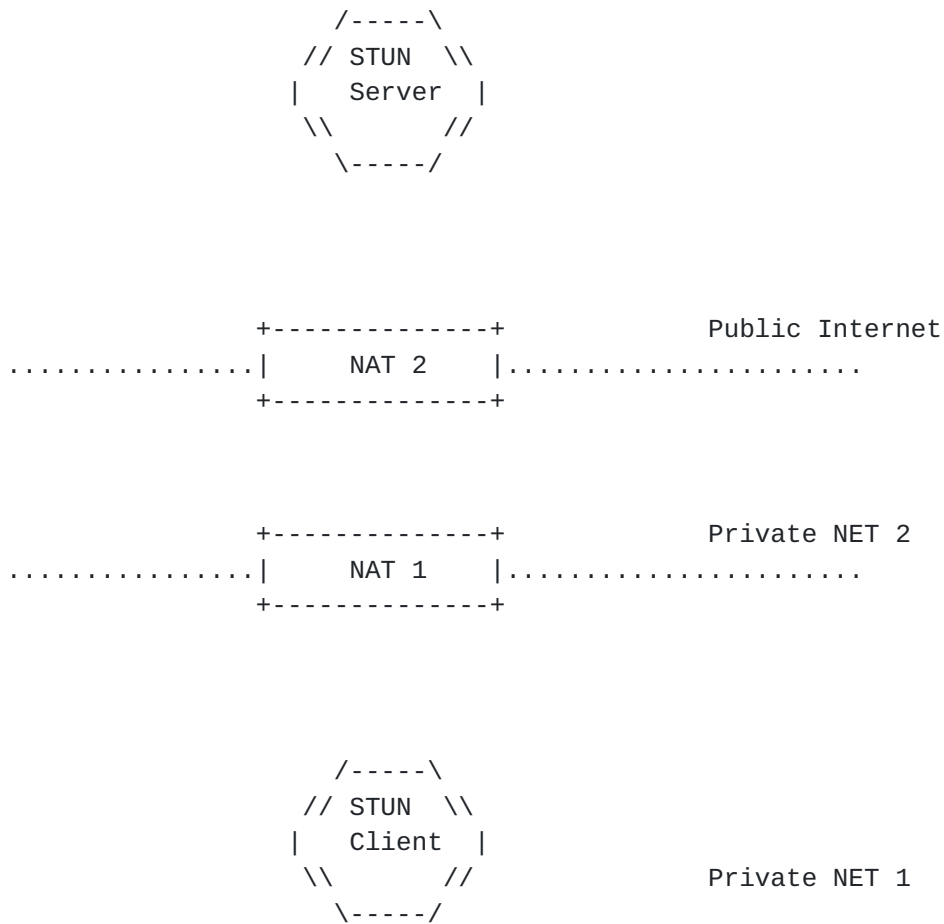 /-----\
// STUN \\
| Server |
\\ //
\-----/
+--------------+ Public Internet
................| NAT 2 |.......................
+--------------+
+--------------+ Private NET 2
................| NAT 1 |.......................
+--------------+
/-----\
// STUN \\
| Client |
\\ // Private NET 1
\-----/